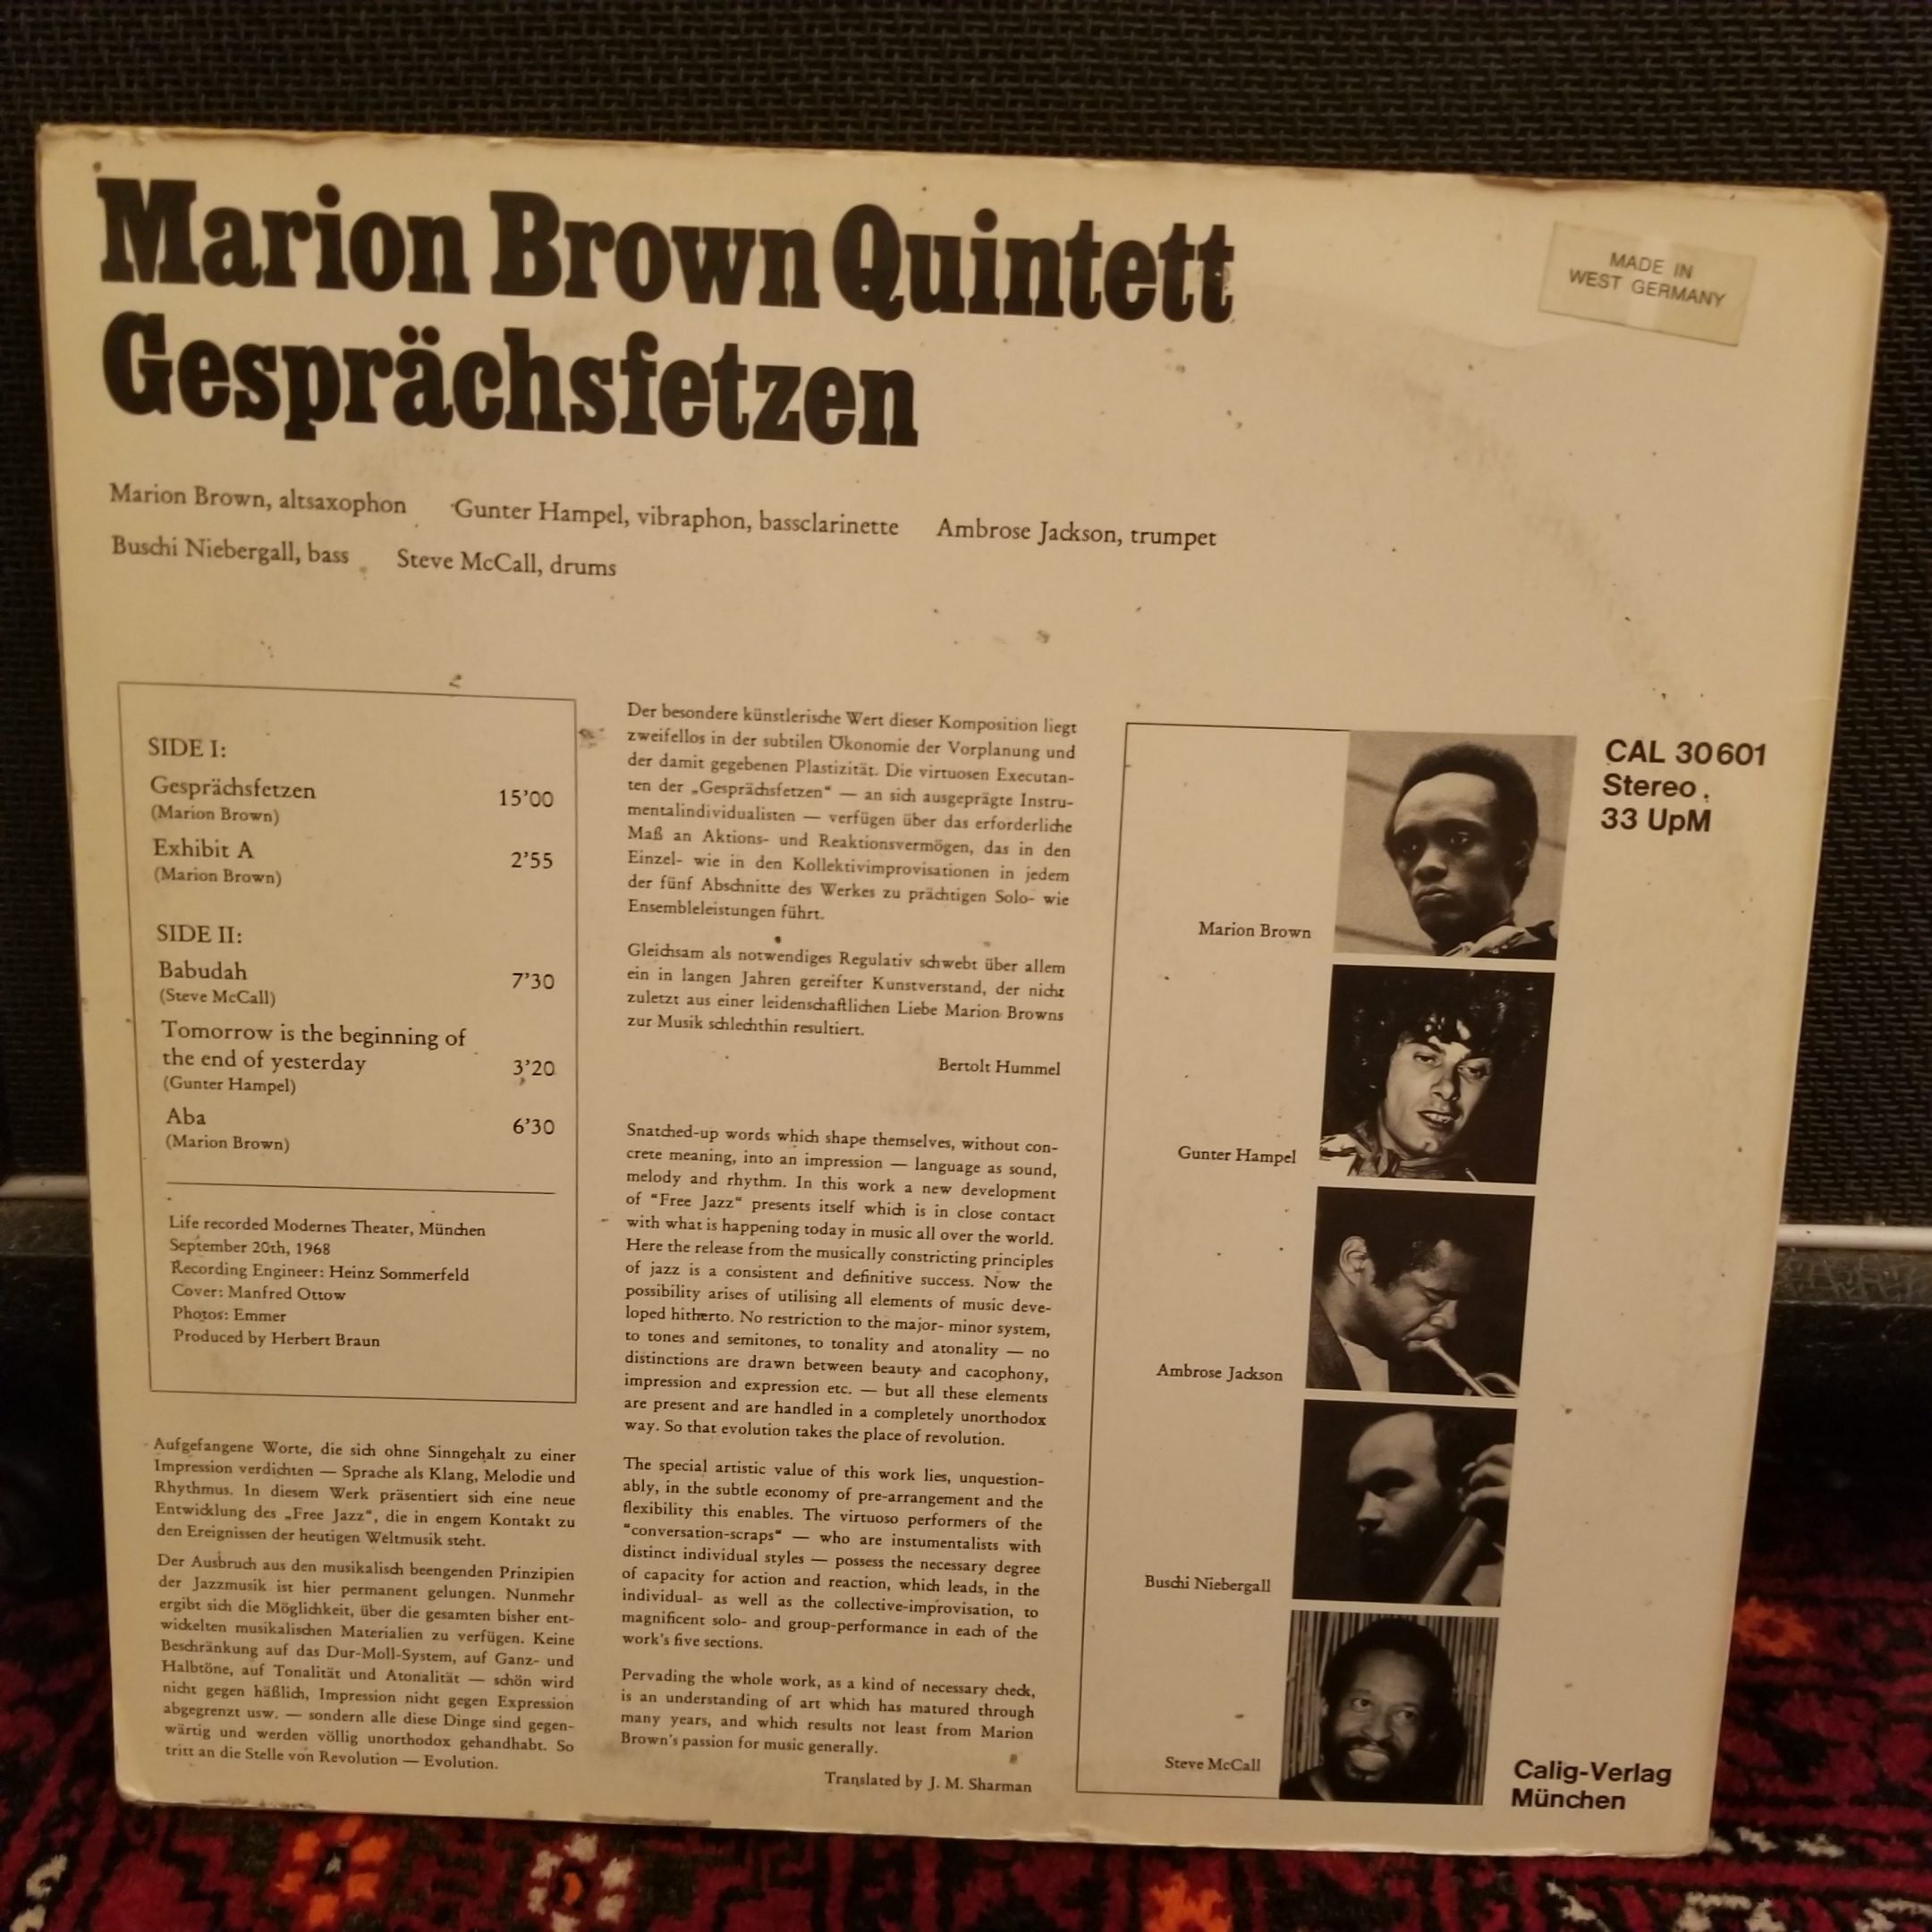 Marion Brown Quintett
Gesprächsfetzen
MADE IN
WEST GERMANY
Marion Brown, altsaxophon Gunter Hampel, vibraphon, bassclarinette Ambrose Jackson, trumpet
Buschi Niebergall, bass Steve McCall, drums
SIDE I:
Gesprächsfetzen 15’00
(Marion Brown)
Exhibit A 2’55
(Marion Brown)
SIDE II:
Babudah 7’30
(Steve McCall)
Tomorrow is the beginning of
the end of yesterday 3’20
(Gunter Hampel)
Aba 6’30
(Marion Brown)
Life recorded Modernes Theater, München
September 20th, 1968
Recording Engineer: Heinz Sommerfeld
Cover: Manfred Ottow
Photos: Emmer
Produced by Herbert Braun
Aufgefangene Worte, die sich ohne Sinngehalt zu einer
Impression verdichten — Sprache als Klang, Melodie und
Rhythmus. In diesem Werk präsentiert sich eine neue
Entwicklung des „Free Jazz“, die in engem Kontakt zu
den Ereignissen der heutigen Weltmusik steht.
Der Ausbruch aus den musikalisch beengenden Prinzipien
der Jazzmusik ist hier permanent gelungen. Nunmehr
ergibt sich die Möglichkeit, über die gesamten bisher ent-
wickelten musikalischen Materialien zu verfügen. Keine
Beschränkung auf das Dur-Moll-System, auf Ganz- und
Halbtöne, auf Tonalität und Atonalität — schön wird
nicht gegen häßlich, Impression nicht gegen Expression
abgegrenzt usw. — sondern alle diese Dinge sind gegen-
wärtig und werden völlig unorthodox gehandhabt. So
tritt an die Stelle von Revolution — Evolution.
Der besondere künstlerische Wert dieser Komposition liegt
zweifellos in der subtilen Ökonomie der Vorplanung und
der damit gegebenen Plastizität. Die virtuosen Executan-
ten der „Gesprächsfetzen“ — an sich ausgeprägte Instru-
mentalindividualisten — verfügen über das erforderliche
Maß an Aktions- und Reaktionsvermögen, das in den
Einzel- wie in den Kollektivimprovisationen in jedem
der fünf Abschnitte des Werkes zu prächtigen Solo- wie
Ensembleleistungen führt.
Gleichsam als notwendiges Regulativ schwebt über allem
ein in langen Jahren gereifter Kunstverstand, der nicht
zuletzt aus einer leidenschaftlichen Liebe Marion Browns
zur Musik schlechthin resultiert.
Bertolt Hummel
Snatched-up words which shape themselves, without con-
crete meaning, into an impression — language as sound,
melody and rhythm. In this work a new development
of “Free Jazz“ presents itself which is in close contact
with what is happening today in music all over the world.
Here the release from the musically constricting principles
of jazz is a consistent and definitive success. Now the
possibility arises of utilising all elements of music deve-
loped hitherto. No restriction to the major- minor system,
to tones and semitones, to tonality and atonality — no
distinctions are drawn between beauty and cacophony,
impression and expression etc. — but all these elements
are present and are handled in a completely unorthodox
way. So that evolution takes the place of revolution.
The special artistic value of this work lies, unquestion-
ably, in the subtle economy of pre-arrangement and the
flexibility this enables. The virtuoso performers of the
“conversation-scraps“ — who are instumentalists with
distinct individual styles — possess the necessary degree
of capacity for action and reaction, which leads, in the
individual- as well as the collective-improvisation, to
magnificent solo- and group-performance in each of the
work’s five sections.
Pervading the whole work, as a kind of necessary check,
is an understanding of art which has matured through
many years, and which results not least from Marion
Brown’s passion for music generally.
Translated by J. M. Sharman
Marion Brown
Gunter Hampel
Ambrose Jackson
Buschi Niebergall
Steve McCall
CAL 30601
Stereo
33 UpM
Calig-Verlag
München